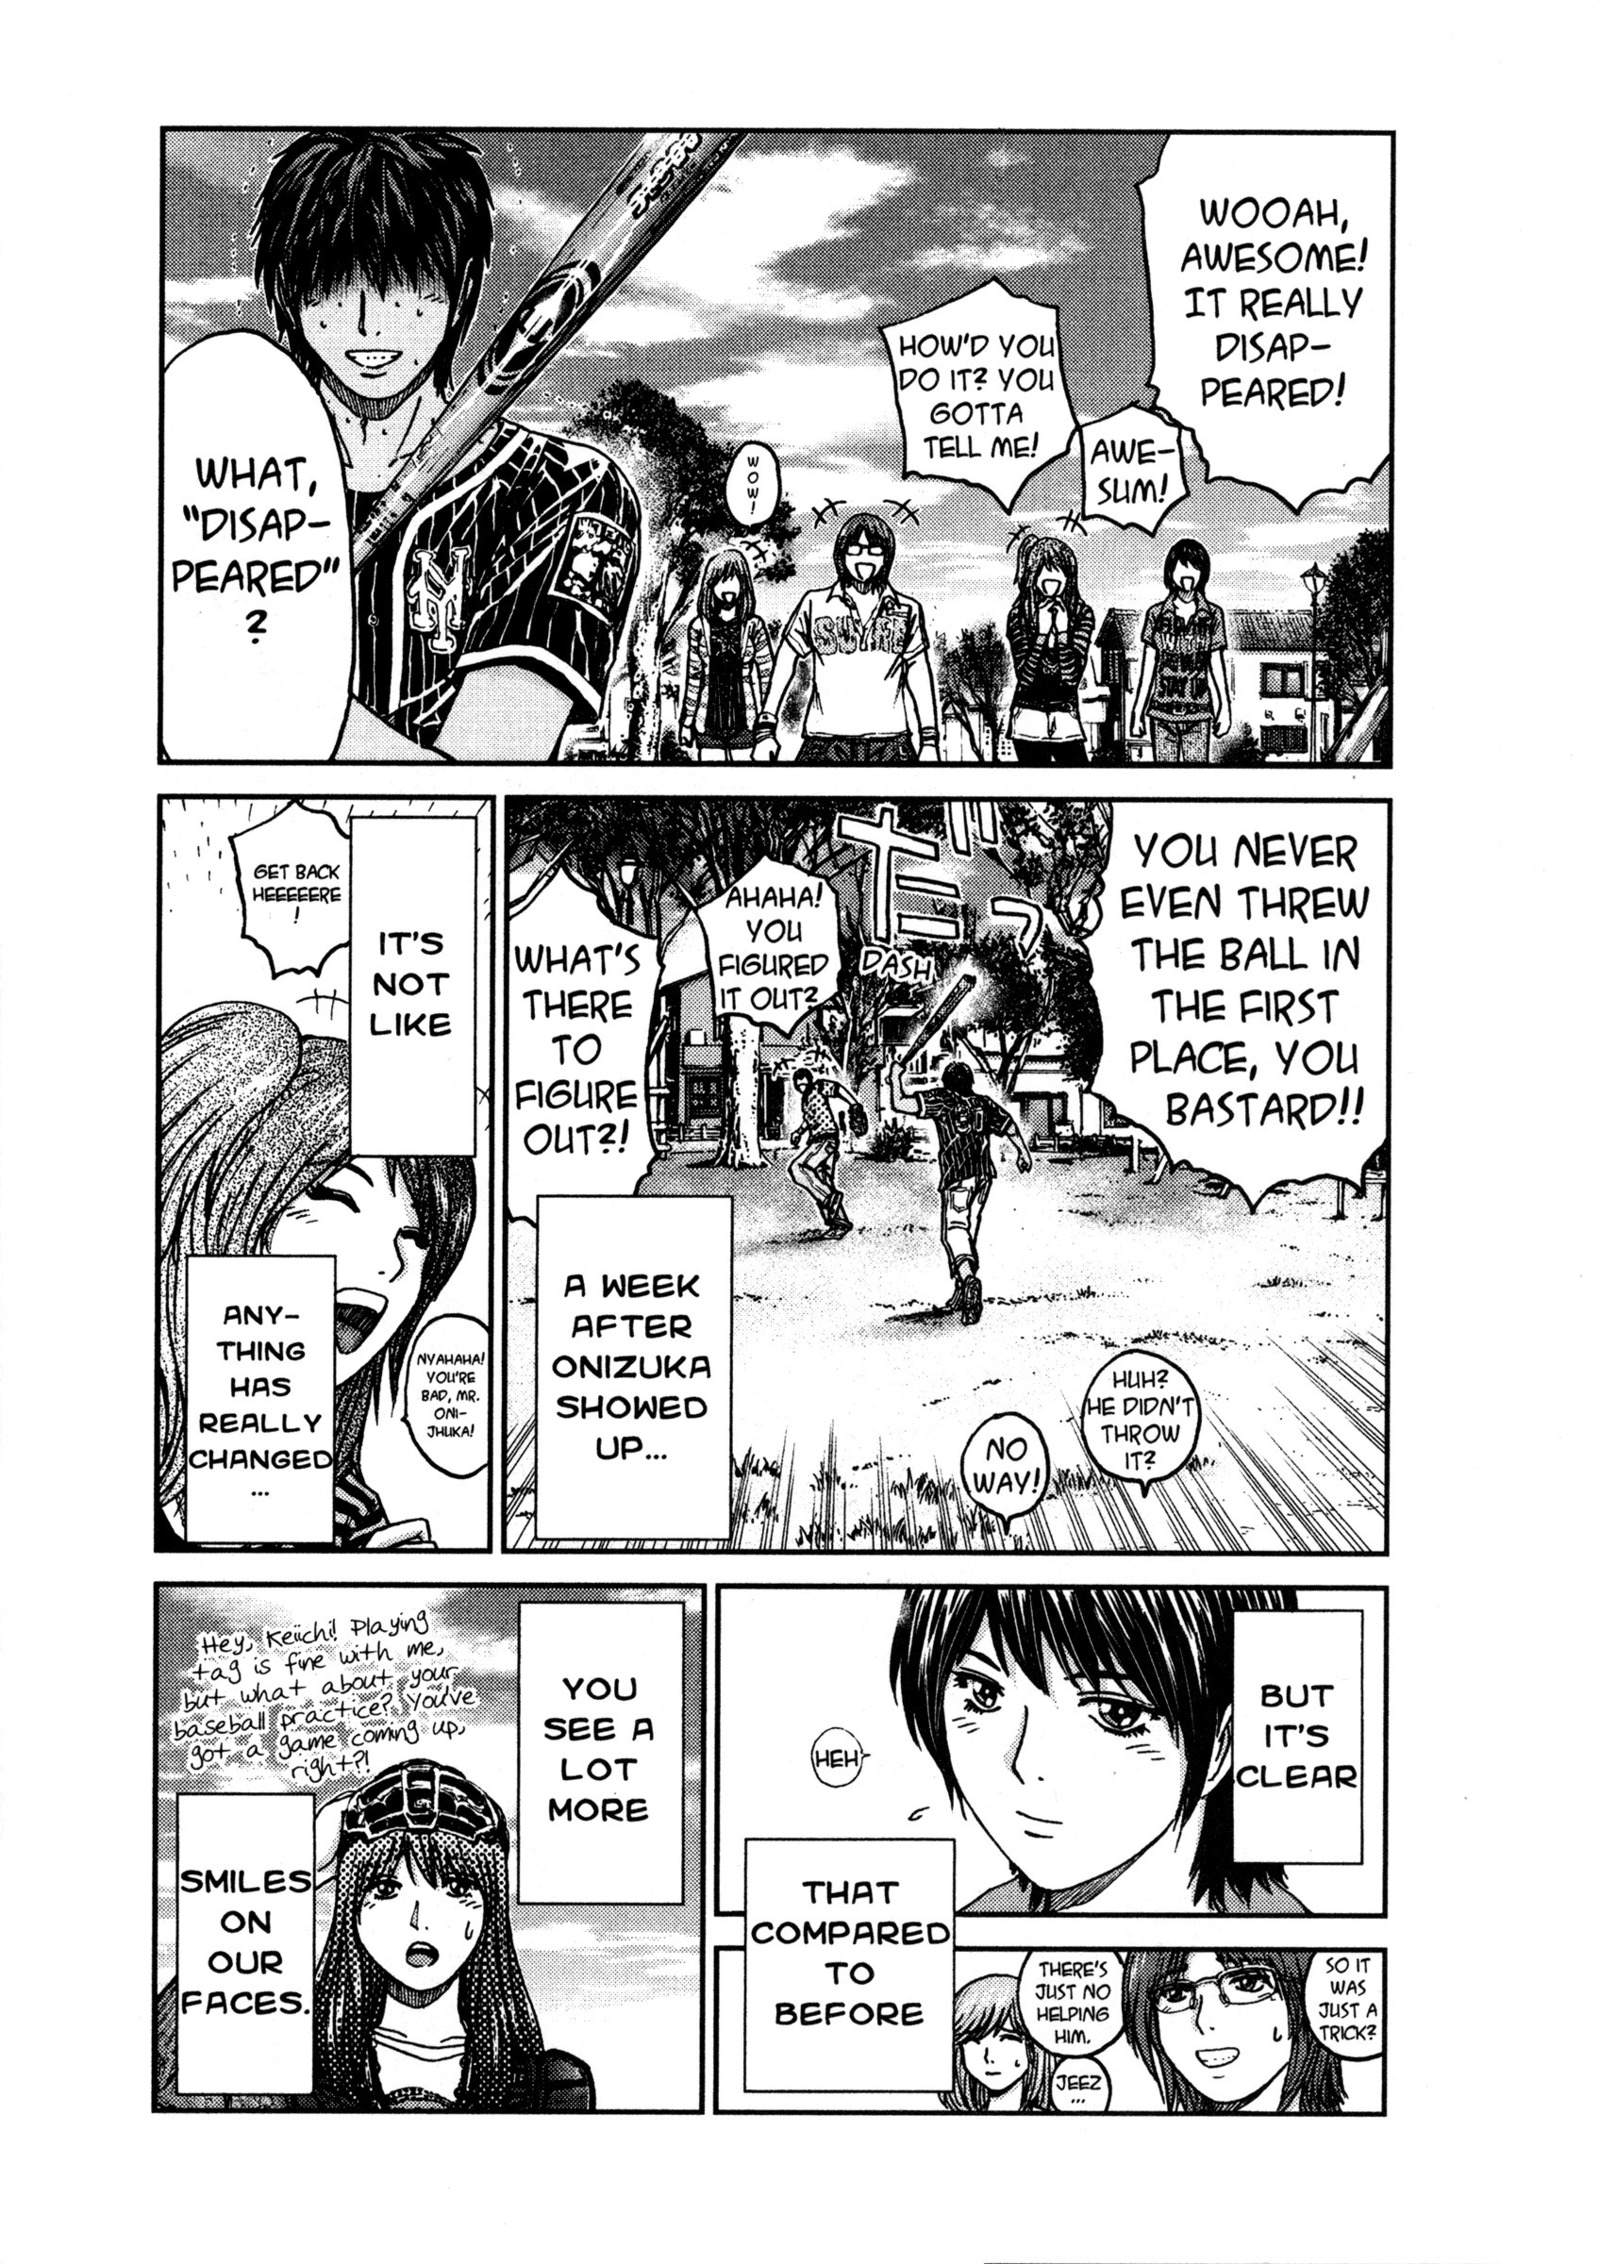 WOOAH,
AWESOME!
IT REALLY
DISAP-
PEARED!
HOW'D YOU
DO IT? YOU
GOTTA
TELL ME!
AWE-
SUM!
WOW!
WHAT,
"DISAP-
PEARED"
?
YOU NEVER
EVEN THREW
THE BALL IN
THE FIRST
PLACE, YOU
BASTARD!!
ダッ
DASH
AHAHA!
YOU
FIGURED
IT OUT?
WHAT'S
THERE
TO
FIGURE
OUT?!
HUH?
HE DIDN'T
THROW
IT?
NO
WAY!
A WEEK
AFTER
ONIZUKA
SHOWED
UP...
GET BACK
HEEEEERE
!
IT'S
NOT
LIKE
ANY-
THING
HAS
REALLY
CHANGED
...
NYAHAHA!
YOU'RE
BAD, MR.
ONI-
JHUKA!
BUT
IT'S
CLEAR
HEH
THAT
COMPARED
TO
BEFORE
SO IT
WAS
JUST A
TRICK?
THERE'S
JUST NO
HELPING
HIM.
JEEZ
...
YOU
SEE A
LOT
MORE
Hey, Keiichi! Playing
tag is fine with me,
but what about your
baseball practice? You've
got a game coming up,
right?!
SMILES
ON
OUR
FACES.